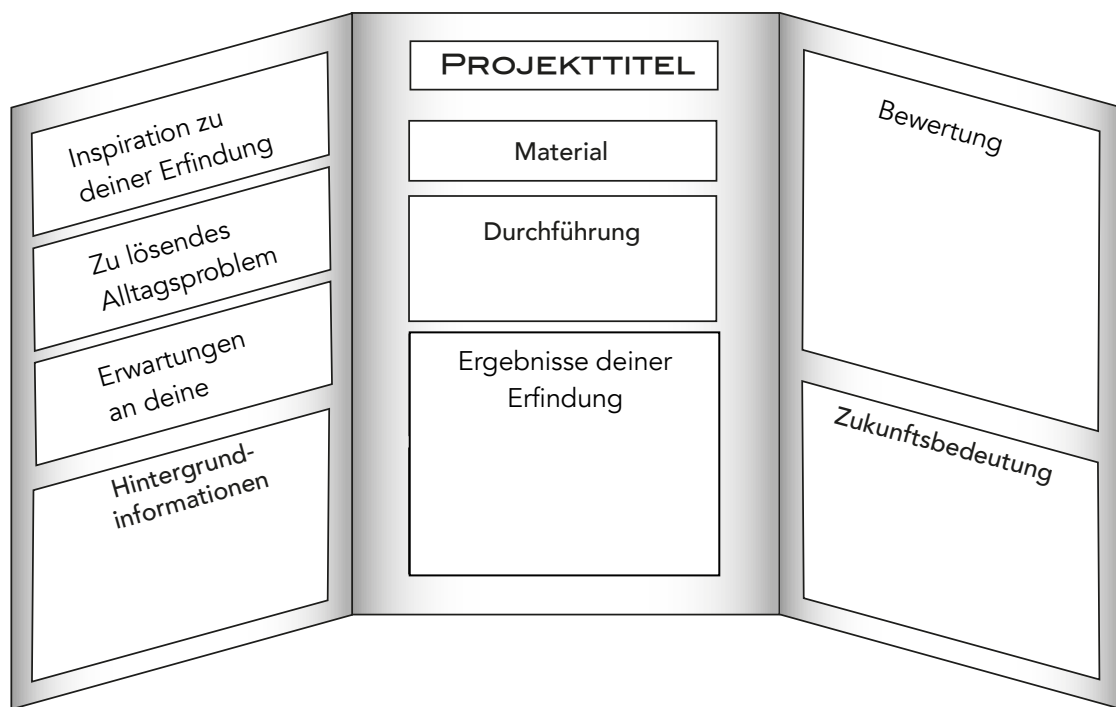 Inspiration zu
deiner Erfindung
Zu lösendes
Alltagsproblem
Erwartungen
an deine
Hintergrund-
informationen
PROJEKTTITEL
Material
Durchführung
Ergebnisse deiner
Erfindung
Bewertung
Zukunftsbedeutung